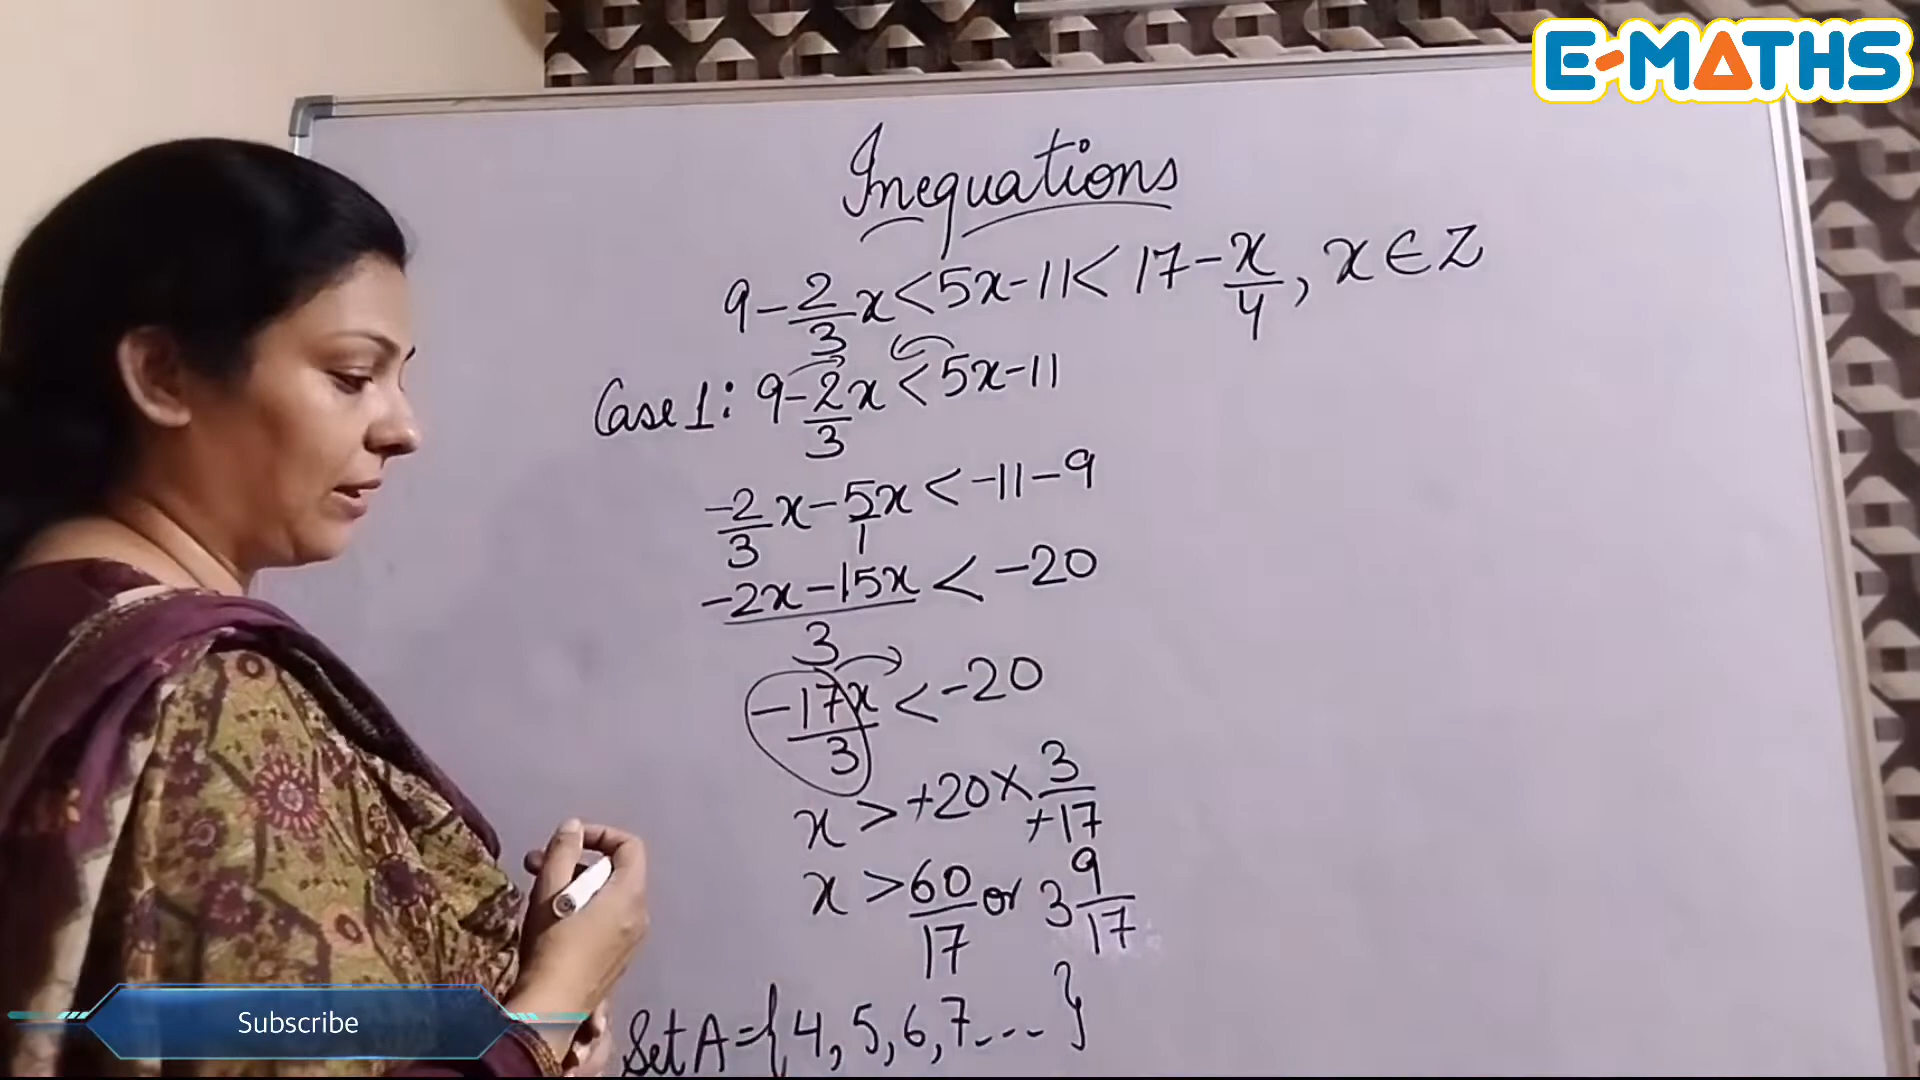 E-MATHS
Inequations
9 - 2/3 x < 5x - 11 < 17 - x/4, x ∈ Z
Case 1: 9 - 2/3 x < 5x - 11
-2/3 x - 5x/1 < -11 - 9
-2x - 15x / 3 < -20
-17x/3 < -20
x > +20 × 3/+17
x > 60/17 or 3 9/17
Set A = {4, 5, 6, 7... }
Subscribe